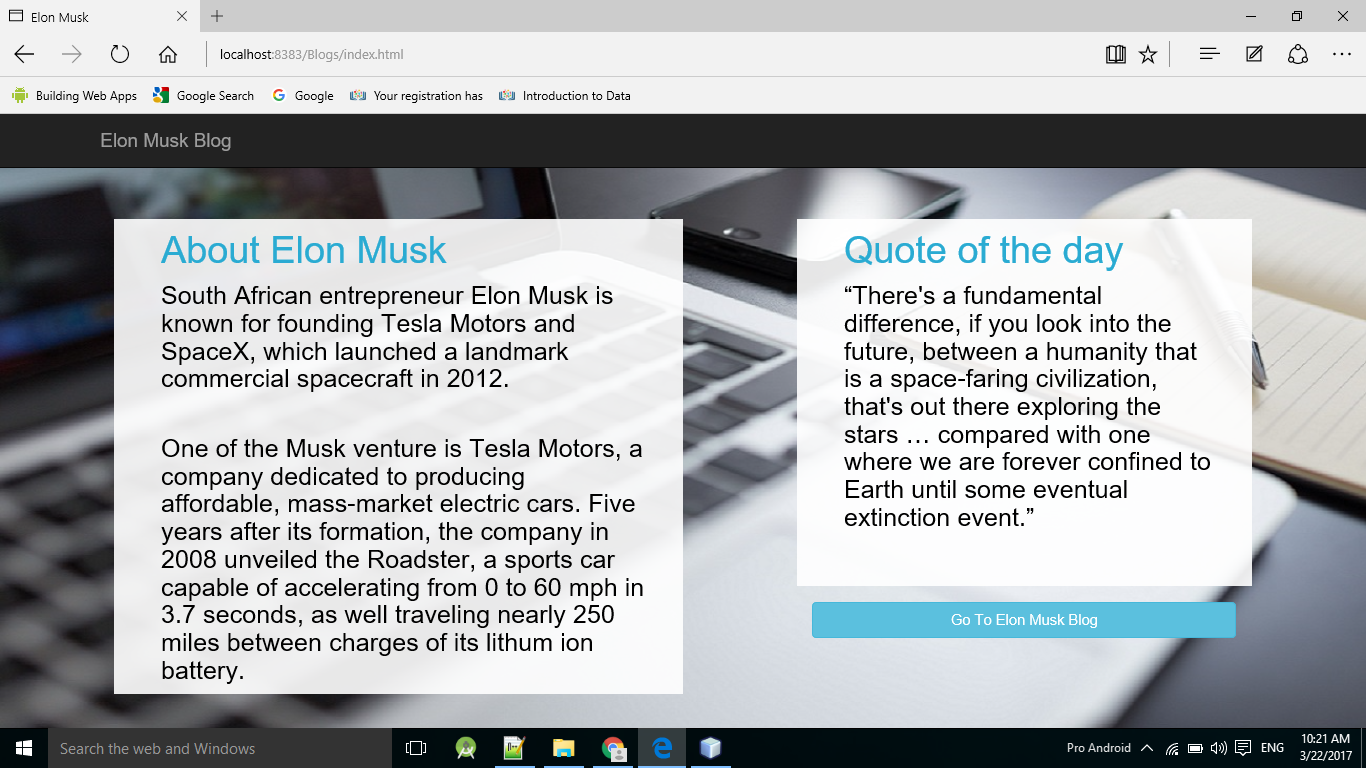 Elon Musk
localhost:8383/Blogs/index.html
Building Web Apps
Google Search
Google
Your registration has
Introduction to Data
Elon Musk Blog
About Elon Musk
South African entrepreneur Elon Musk is
known for founding Tesla Motors and
SpaceX, which launched a landmark
commercial spacecraft in 2012.
One of the Musk venture is Tesla Motors, a
company dedicated to producing
affordable, mass-market electric cars. Five
years after its formation, the company in
2008 unveiled the Roadster, a sports car
capable of accelerating from 0 to 60 mph in
3.7 seconds, as well traveling nearly 250
miles between charges of its lithum ion
battery.
Quote of the day
“There's a fundamental
difference, if you look into the
future, between a humanity that
is a space-faring civilization,
that's out there exploring the
stars … compared with one
where we are forever confined to
Earth until some eventual
extinction event.”
Go To Elon Musk Blog
Search the web and Windows
Pro Android
ENG
10:21 AM
3/22/2017